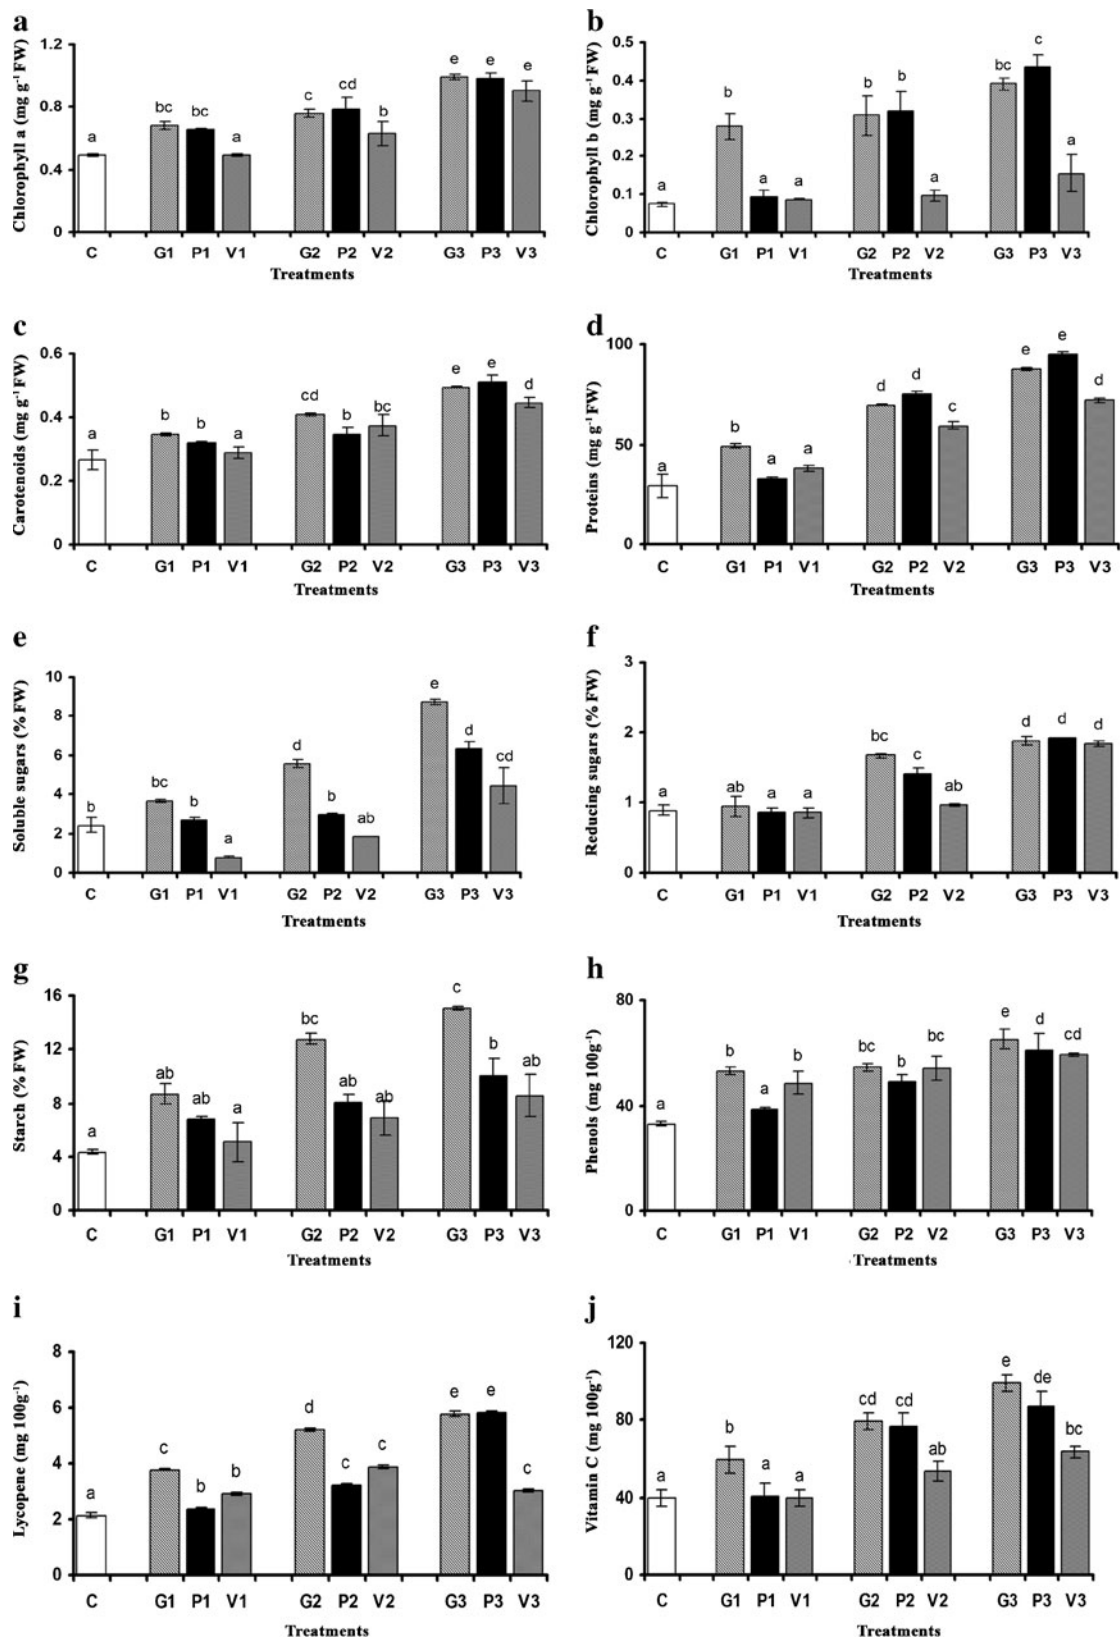 a
Chlorophyll a (mg g⁻¹ FW)
1.2
0.8
0.4
0
a
bc
bc
a
c
cd
b
e
e
e
C G1 P1 V1 G2 P2 V2 G3 P3 V3
Treatments
b
Chlorophyll b (mg g⁻¹ FW)
0.5
0.4
0.3
0.2
0.1
0
a
b
a
a
b
b
a
bc
c
a
C G1 P1 V1 G2 P2 V2 G3 P3 V3
Treatments
c
Carotenoids (mg g⁻¹ FW)
0.6
0.4
0.2
0
a
b
b
a
cd
b
bc
e
e
d
C G1 P1 V1 G2 P2 V2 G3 P3 V3
Treatments
d
Proteins (mg g⁻¹ FW)
100
50
0
a
b
a
a
d
d
c
e
e
d
C G1 P1 V1 G2 P2 V2 G3 P3 V3
Treatments
e
Soluble sugars (% FW)
10
8
6
4
2
0
b
bc
b
a
d
b
ab
e
d
cd
C G1 P1 V1 G2 P2 V2 G3 P3 V3
Treatments
f
Reducing sugars (% FW)
3
2
1
0
a
ab
a
a
bc
c
ab
d
d
d
C G1 P1 V1 G2 P2 V2 G3 P3 V3
Treatments
g
Starch (% FW)
16
12
8
4
0
a
ab
ab
a
bc
ab
ab
c
b
ab
C G1 P1 V1 G2 P2 V2 G3 P3 V3
Treatments
h
Phenols (mg 100g⁻¹)
80
40
0
a
b
a
b
bc
b
bc
e
d
cd
C G1 P1 V1 G2 P2 V2 G3 P3 V3
Treatments
i
Lycopene (mg 100g⁻¹)
8
6
4
2
0
a
c
b
b
d
c
c
e
e
c
C G1 P1 V1 G2 P2 V2 G3 P3 V3
Treatments
j
Vitamin C (mg 100g⁻¹)
120
80
40
0
a
b
a
a
cd
cd
ab
e
de
bc
C G1 P1 V1 G2 P2 V2 G3 P3 V3
Treatments